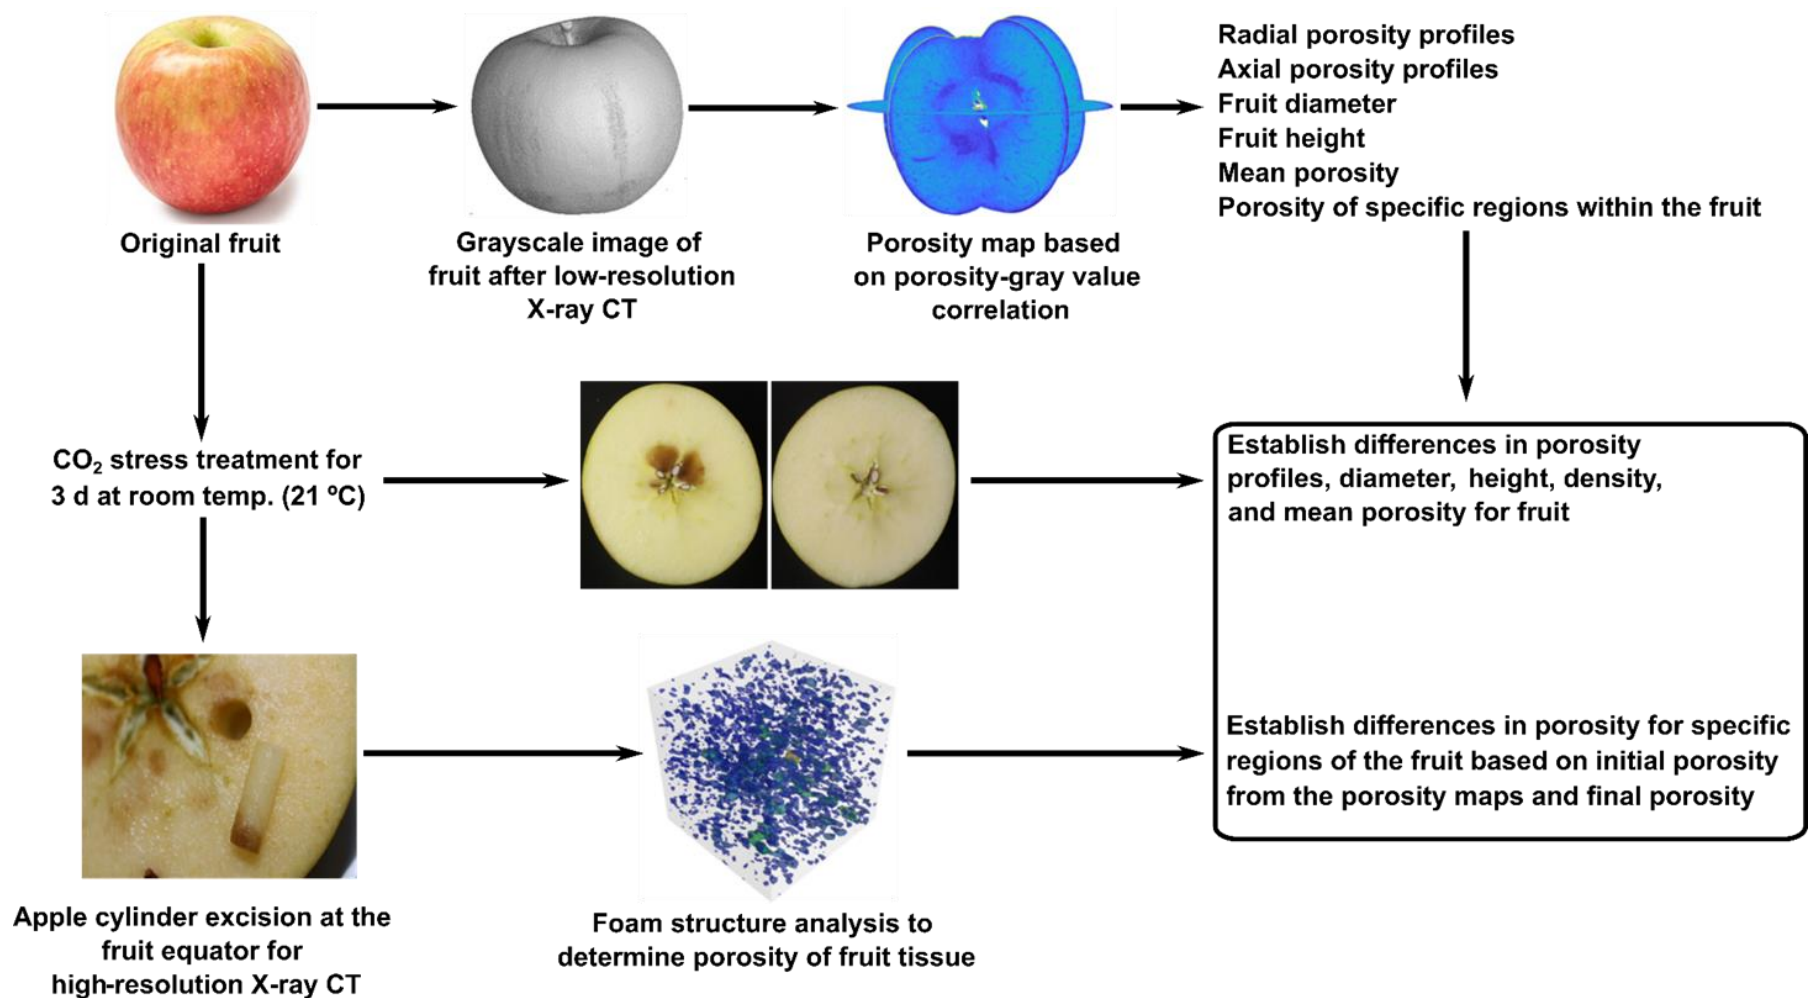 Radial porosity profiles
Axial porosity profiles
Fruit diameter
Fruit height
Mean porosity
Porosity of specific regions within the fruit
Original fruit
Grayscale image of
fruit after low-resolution
X-ray CT
Porosity map based
on porosity-gray value
correlation
CO₂ stress treatment for
3 d at room temp. (21 ºC)
Establish differences in porosity
profiles, diameter, height, density,
and mean porosity for fruit
Establish differences in porosity for specific
regions of the fruit based on initial porosity
from the porosity maps and final porosity
Apple cylinder excision at the
fruit equator for
high-resolution X-ray CT
Foam structure analysis to
determine porosity of fruit tissue